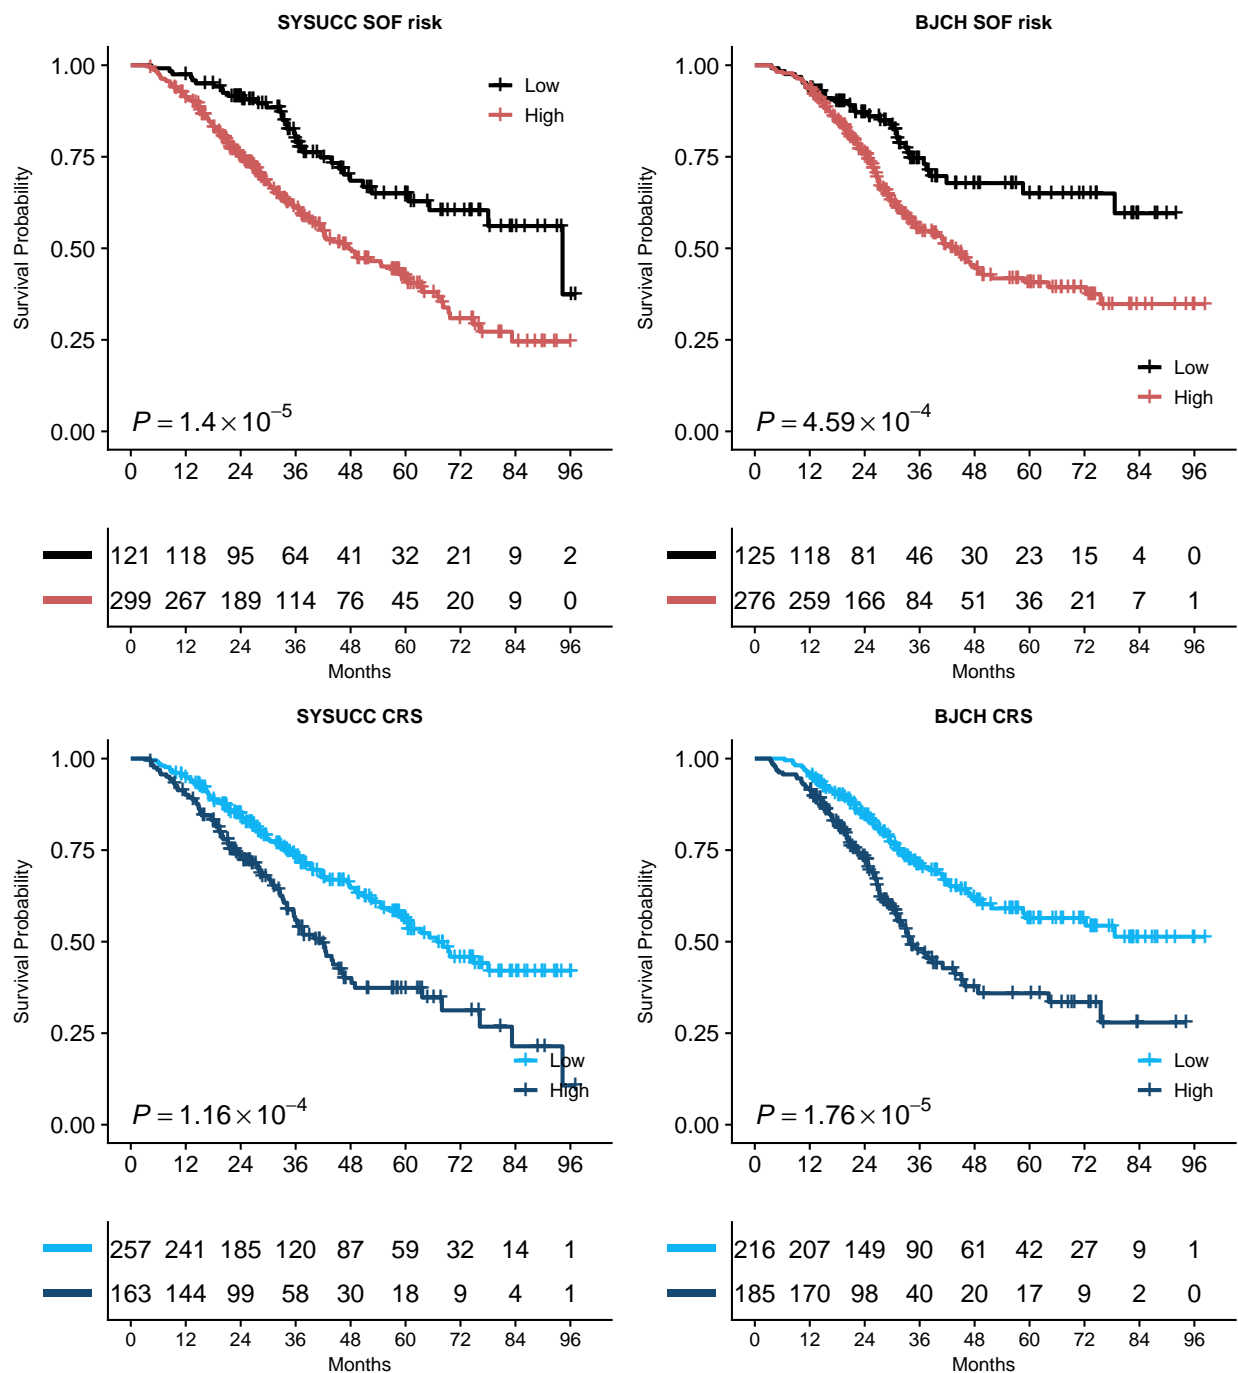 SYSUCC SOF risk
1.00
0.75
0.50
0.25
0.00
Survival Probability
Low
High
P = 1.4×10⁻⁵
0 12 24 36 48 60 72 84 96
121 118 95 64 41 32 21 9 2
299 267 189 114 76 45 20 9 0
0 12 24 36 48 60 72 84 96
Months
BJCH SOF risk
1.00
0.75
0.50
0.25
0.00
Survival Probability
Low
High
P = 4.59×10⁻⁴
0 12 24 36 48 60 72 84 96
125 118 81 46 30 23 15 4 0
276 259 166 84 51 36 21 7 1
0 12 24 36 48 60 72 84 96
Months
SYSUCC CRS
1.00
0.75
0.50
0.25
0.00
Survival Probability
Low
High
P = 1.16×10⁻⁴
0 12 24 36 48 60 72 84 96
257 241 185 120 87 59 32 14 1
163 144 99 58 30 18 9 4 1
0 12 24 36 48 60 72 84 96
Months
BJCH CRS
1.00
0.75
0.50
0.25
0.00
Survival Probability
Low
High
P = 1.76×10⁻⁵
0 12 24 36 48 60 72 84 96
216 207 149 90 61 42 27 9 1
185 170 98 40 20 17 9 2 0
0 12 24 36 48 60 72 84 96
Months